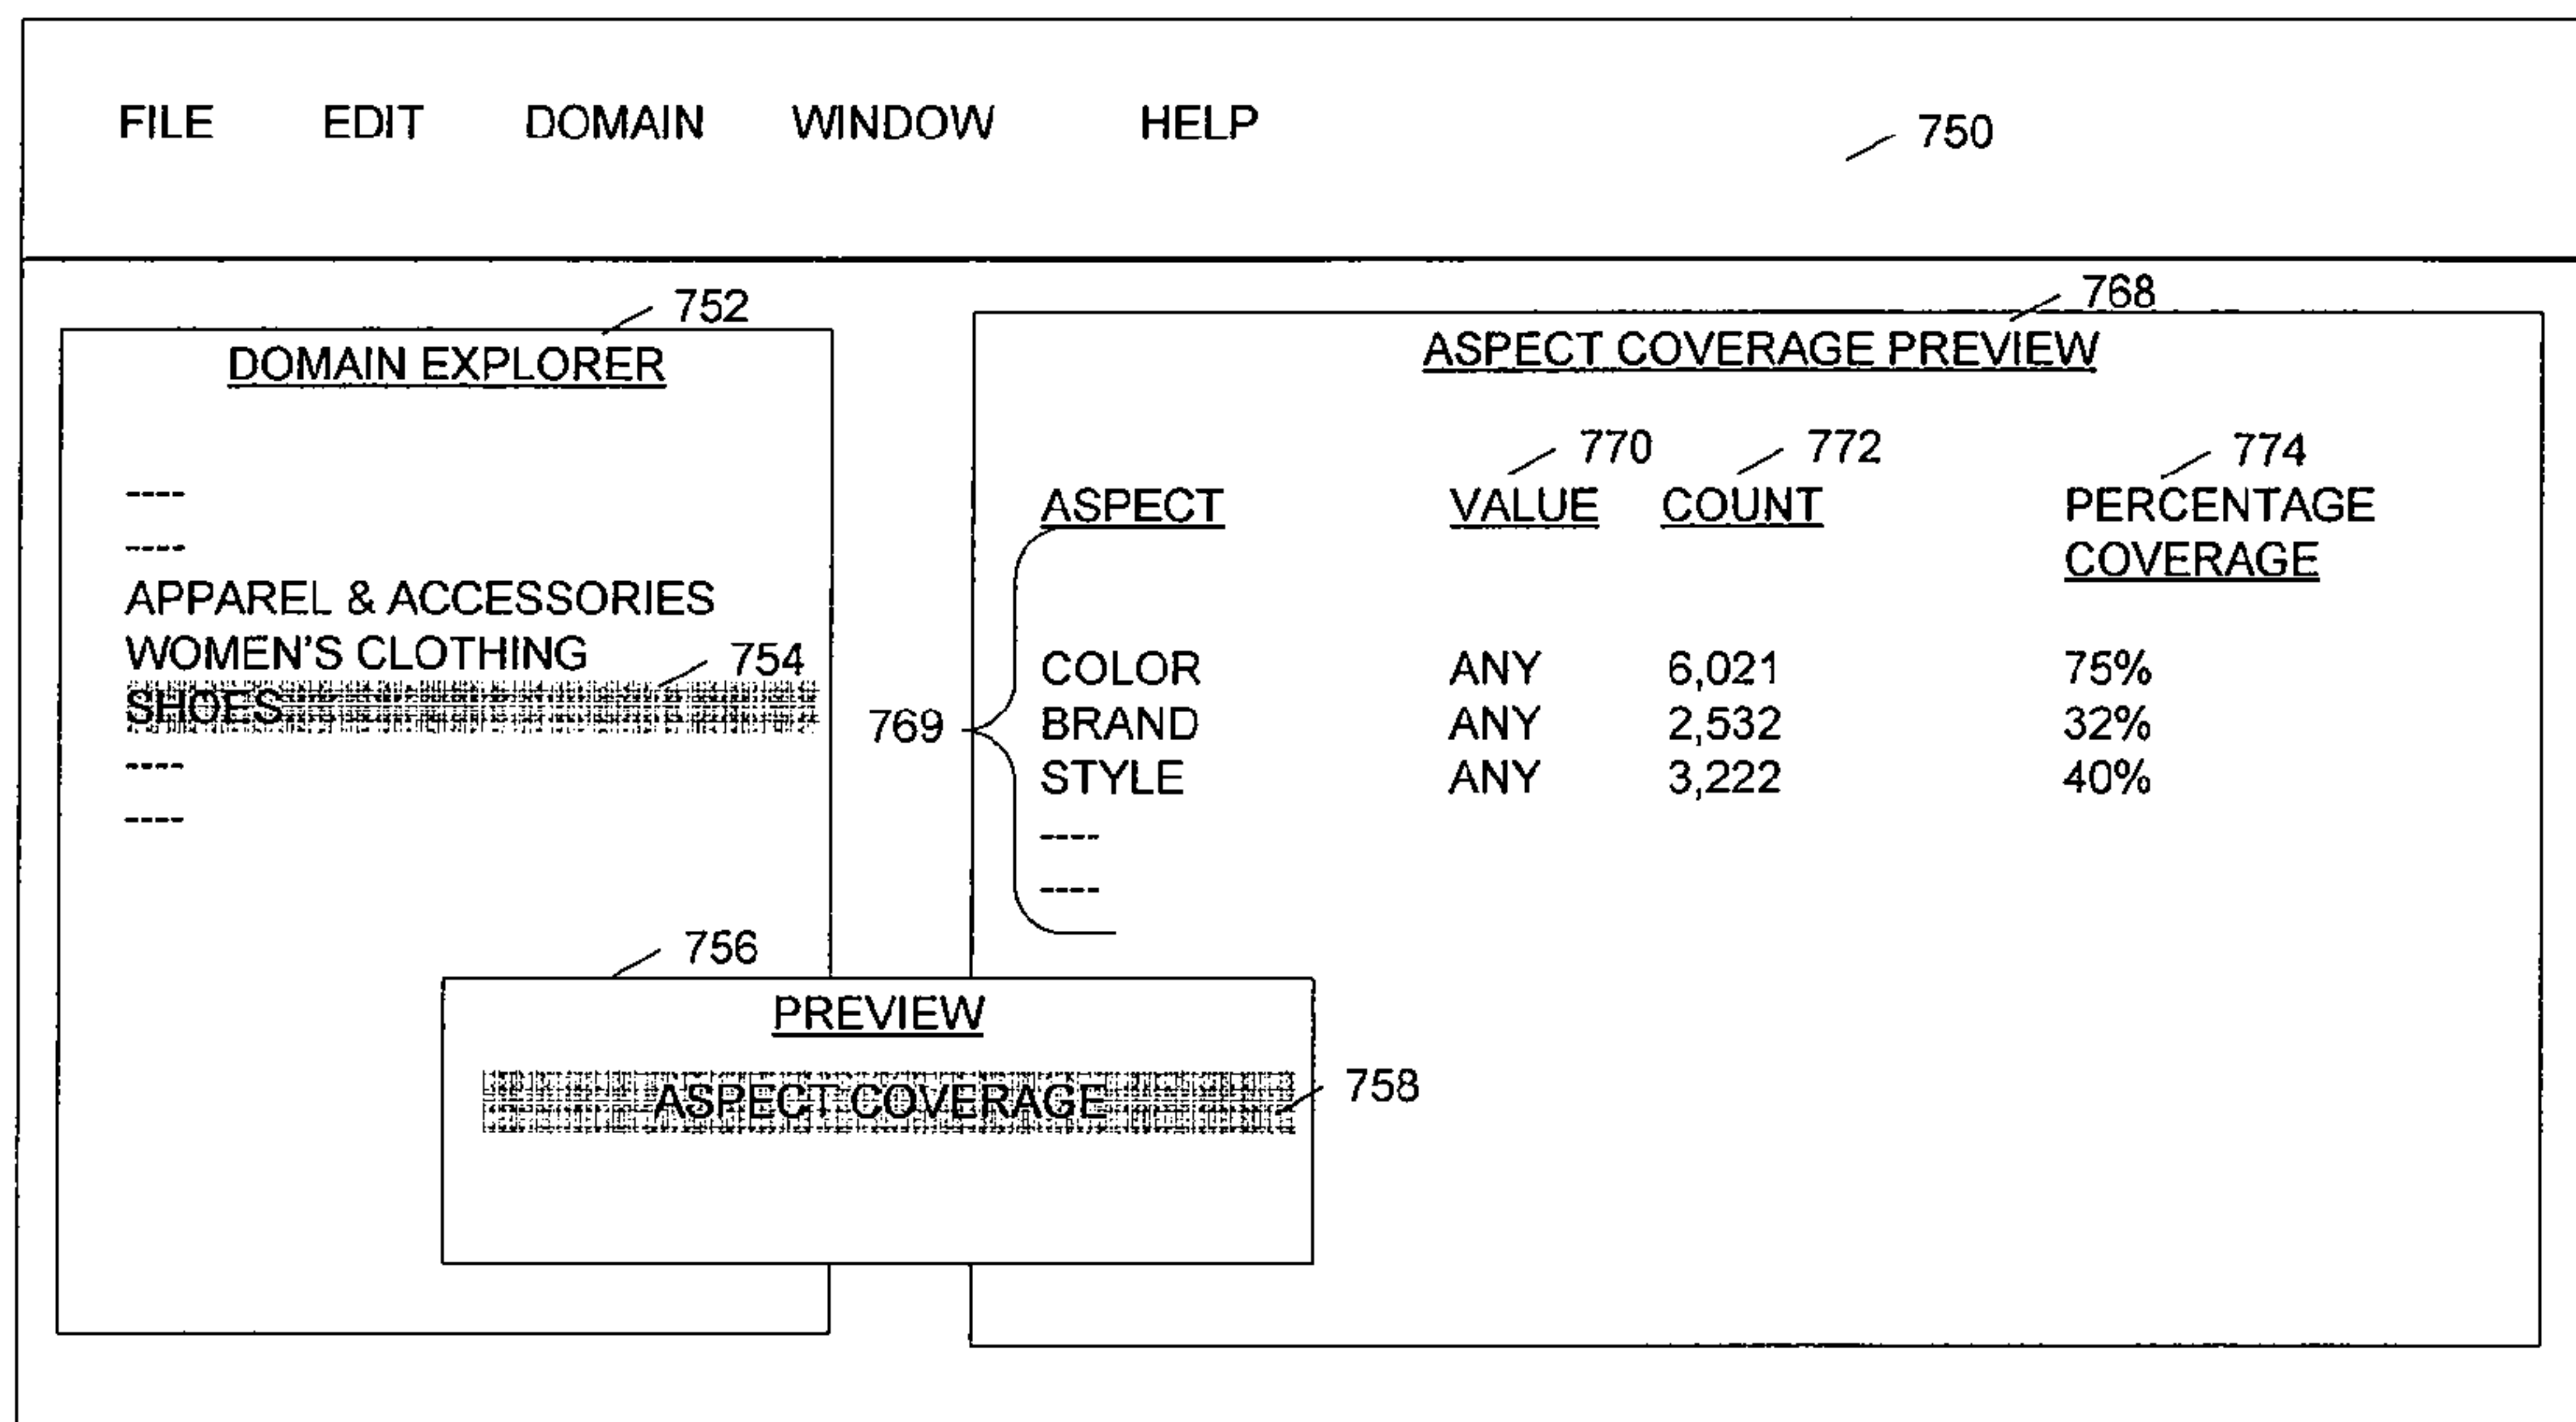 FILE EDIT DOMAIN WINDOW HELP
750
752
DOMAIN EXPLORER
----
----
APPAREL & ACCESSORIES
WOMEN'S CLOTHING
754
SHOES
----
----
768
ASPECT COVERAGE PREVIEW
770 772 774
ASPECT VALUE COUNT PERCENTAGE
COVERAGE
COLOR ANY 6,021 75%
769
BRAND ANY 2,532 32%
STYLE ANY 3,222 40%
----
----
756
PREVIEW
ASPECT COVERAGE
758